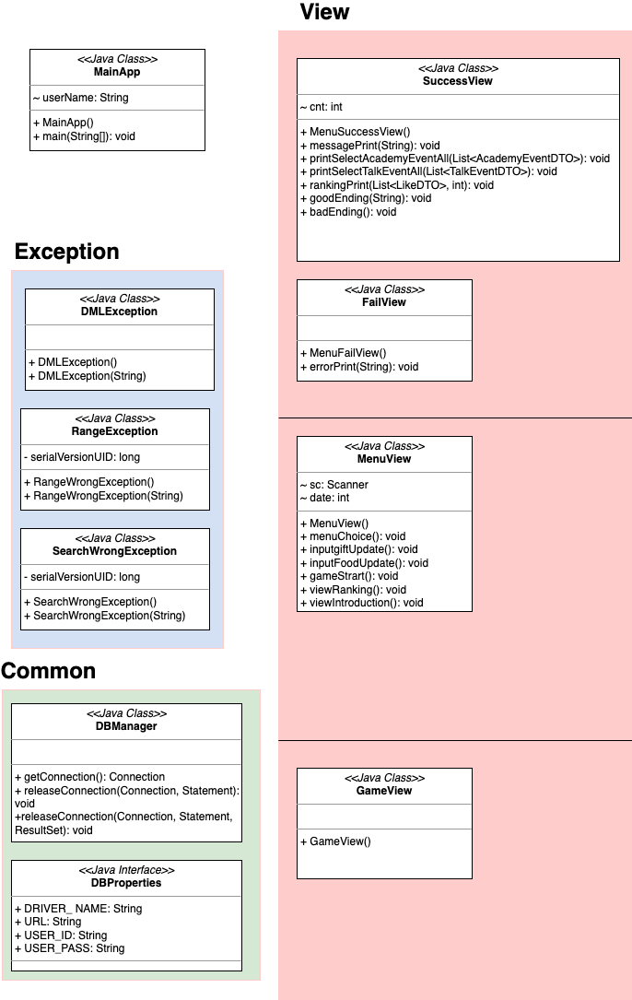 View
<<Java Class>>
MainApp
~ userName: String
+ MainApp()
+ main(String[]): void
<<Java Class>>
SuccessView
~ cnt: int
+ MenuSuccessView()
+ messagePrint(String): void
+ printSelectAcademyEventAll(List<AcademyEventDTO>): void
+ printSelectTalkEventAll(List<TalkEventDTO>): void
+ rankingPrint(List<LikeDTO>, int): void
+ goodEnding(String): void
+ badEnding(): void
Exception
<<Java Class>>
DMLException
+ DMLException()
+ DMLException(String)
<<Java Class>>
RangeException
- serialVersionUID: long
+ RangeWrongException()
+ RangeWrongException(String)
<<Java Class>>
SearchWrongException
- serialVersionUID: long
+ SearchWrongException()
+ SearchWrongException(String)
<<Java Class>>
FailView
+ MenuFailView()
+ errorPrint(String): void
<<Java Class>>
MenuView
~ sc: Scanner
~ date: int
+ MenuView()
+ menuChoice(): void
+ inputgiftUpdate(): void
+ inputFoodUpdate(): void
+ gameStrart(): void
+ viewRanking(): void
+ viewIntroduction(): void
Common
<<Java Class>>
DBManager
+ getConnection(): Connection
+ releaseConnection(Connection, Statement):
void
+releaseConnection(Connection, Statement,
ResultSet): void
<<Java Interface>>
DBProperties
+ DRIVER_ NAME: String
+ URL: String
+ USER_ID: String
+ USER_PASS: String
<<Java Class>>
GameView
+ GameView()